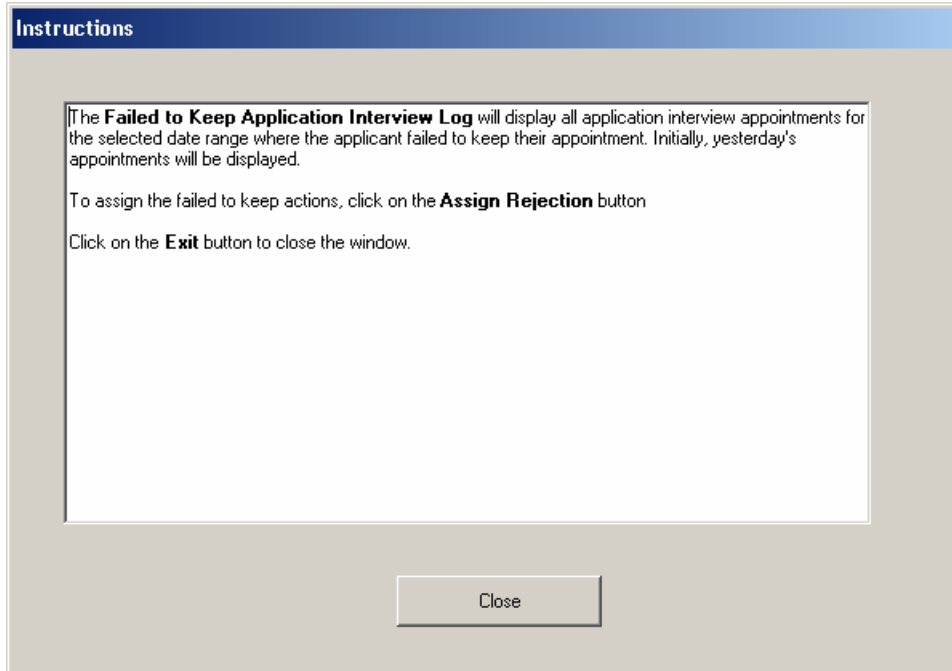 Instructions
The Failed to Keep Application Interview Log will display all application interview appointments for
the selected date range where the applicant failed to keep their appointment. Initially, yesterday's
appointments will be displayed.
To assign the failed to keep actions, click on the Assign Rejection button
Click on the Exit button to close the window.
Close